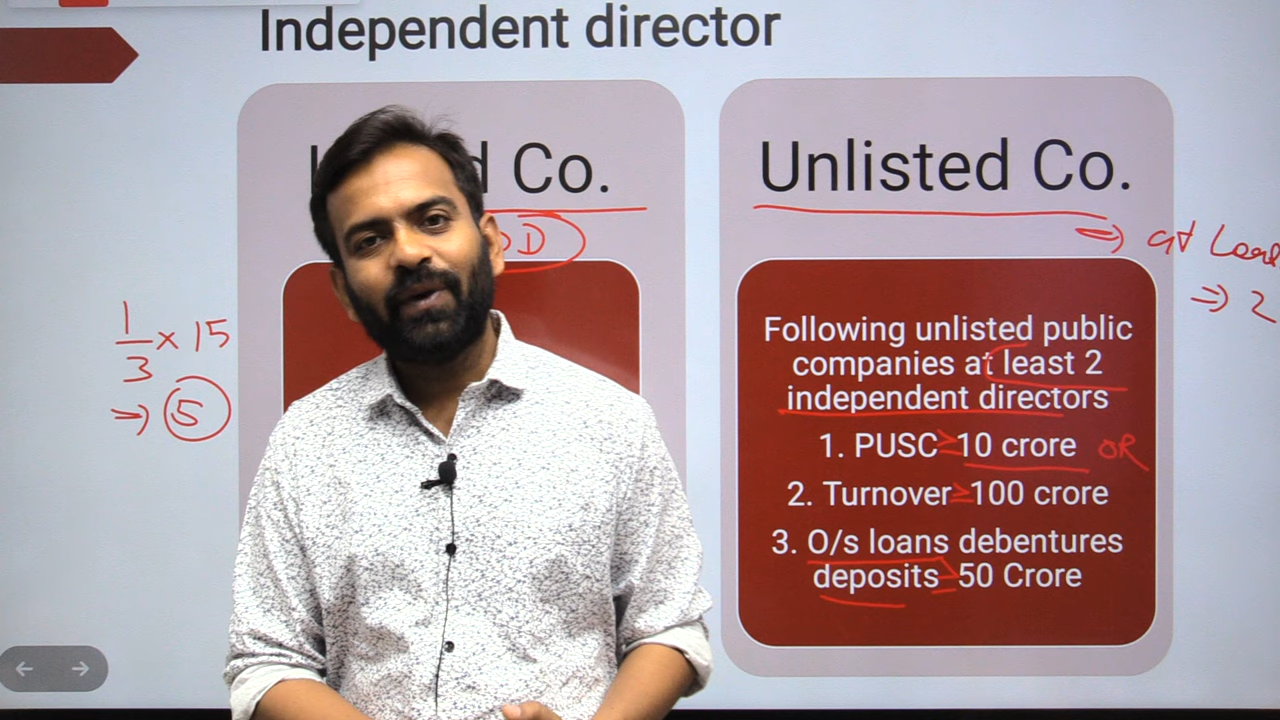 Independent director
Co.
D
1/3 × 15
⇒ 5
Unlisted Co.
⇒ at
⇒ 2
Following unlisted public
companies at least 2
independent directors
1. PUSC ≥ 10 crore OR
2. Turnover ≥ 100 crore
3. O/s loans debentures
deposits ≥ 50 Crore